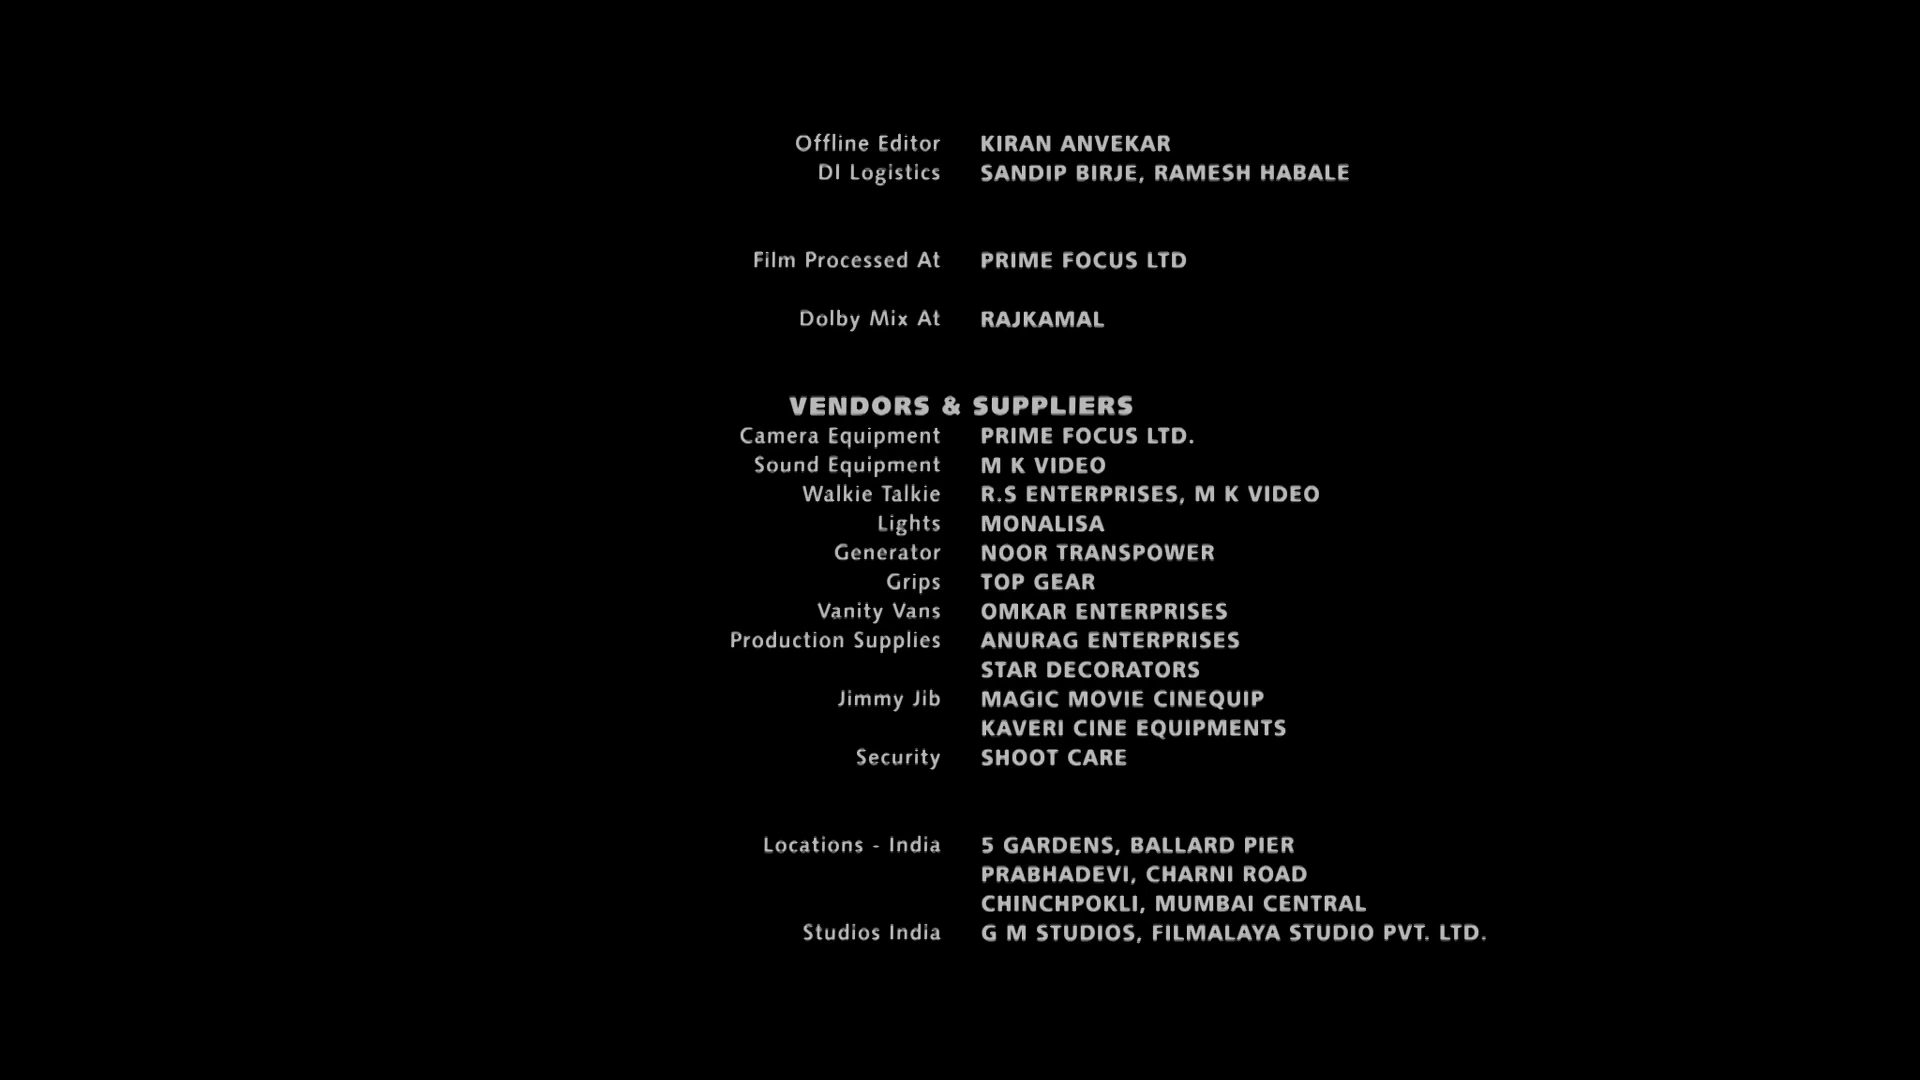 Offline Editor KIRAN ANVEKAR
DI Logistics SANDIP BIRJE, RAMESH HABALE
Film Processed At PRIME FOCUS LTD
Dolby Mix At RAJKAMAL
VENDORS & SUPPLIERS
Camera Equipment PRIME FOCUS LTD.
Sound Equipment M K VIDEO
Walkie Talkie R.S ENTERPRISES, M K VIDEO
Lights MONALISA
Generator NOOR TRANSPOWER
Grips TOP GEAR
Vanity Vans OMKAR ENTERPRISES
Production Supplies ANURAG ENTERPRISES
STAR DECORATORS
Jimmy Jib MAGIC MOVIE CINEQUIP
KAVERI CINE EQUIPMENTS
Security SHOOT CARE
Locations - India 5 GARDENS, BALLARD PIER
PRABHADEVI, CHARNI ROAD
CHINCHPOKLI, MUMBAI CENTRAL
Studios India G M STUDIOS, FILMALAYA STUDIO PVT. LTD.